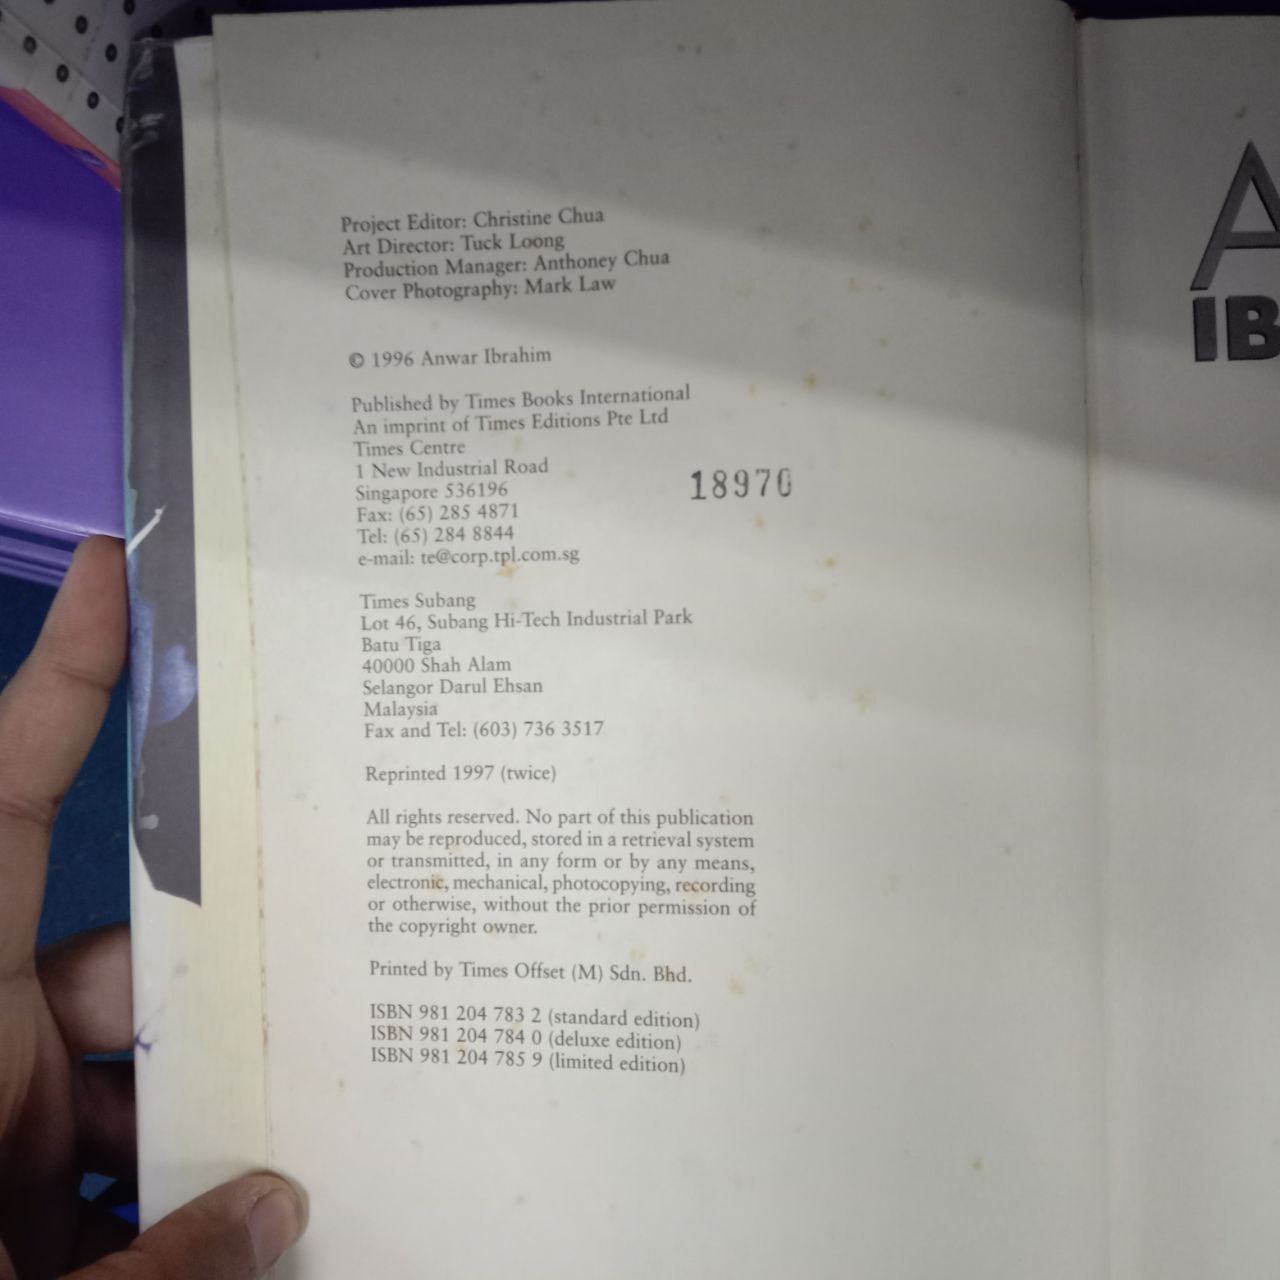 Project Editor: Christine Chua
Art Director: Tuck Loong
Production Manager: Anthoney Chua
Cover Photography: Mark Law
© 1996 Anwar Ibrahim
Published by Times Books International
An imprint of Times Editions Pte Ltd
Times Centre
1 New Industrial Road
Singapore 536196
Fax: (65) 285 4871
Tel: (65) 284 8844
e-mail: te@corp.tpl.com.sg
18970
Times Subang
Lot 46, Subang Hi-Tech Industrial Park
Batu Tiga
40000 Shah Alam
Selangor Darul Ehsan
Malaysia
Fax and Tel: (603) 736 3517
Reprinted 1997 (twice)
All rights reserved. No part of this publication
may be reproduced, stored in a retrieval system
or transmitted, in any form or by any means,
electronic, mechanical, photocopying, recording
or otherwise, without the prior permission of
the copyright owner.
Printed by Times Offset (M) Sdn. Bhd.
ISBN 981 204 783 2 (standard edition)
ISBN 981 204 784 0 (deluxe edition)
ISBN 981 204 785 9 (limited edition)
A
IB